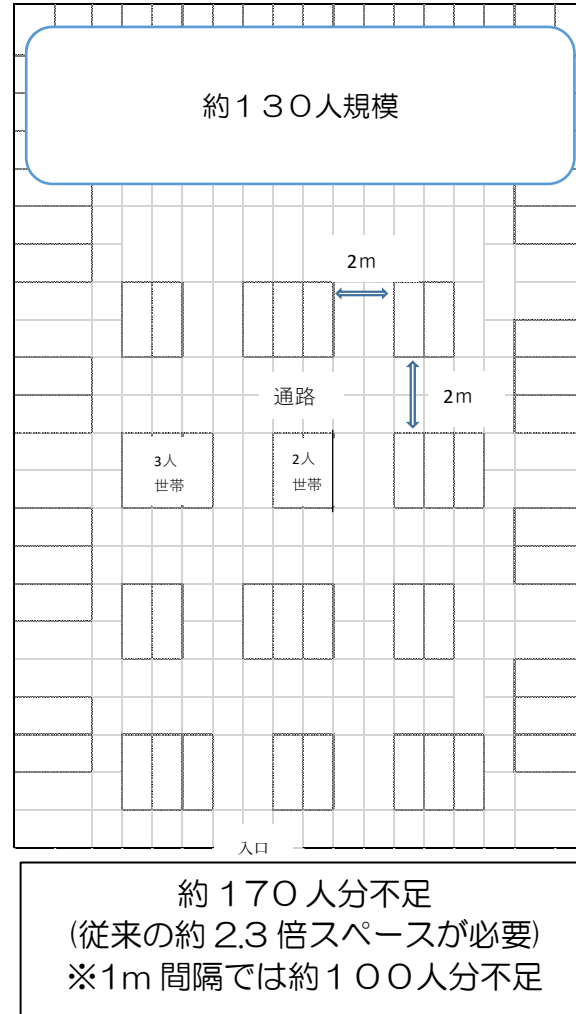 約１３０人規模
2m
通路
2m
3人
世帯
2人
世帯
入口
約 170 人分不足
(従来の約 2.3 倍スペースが必要)
※1m 間隔では約１００人分不足